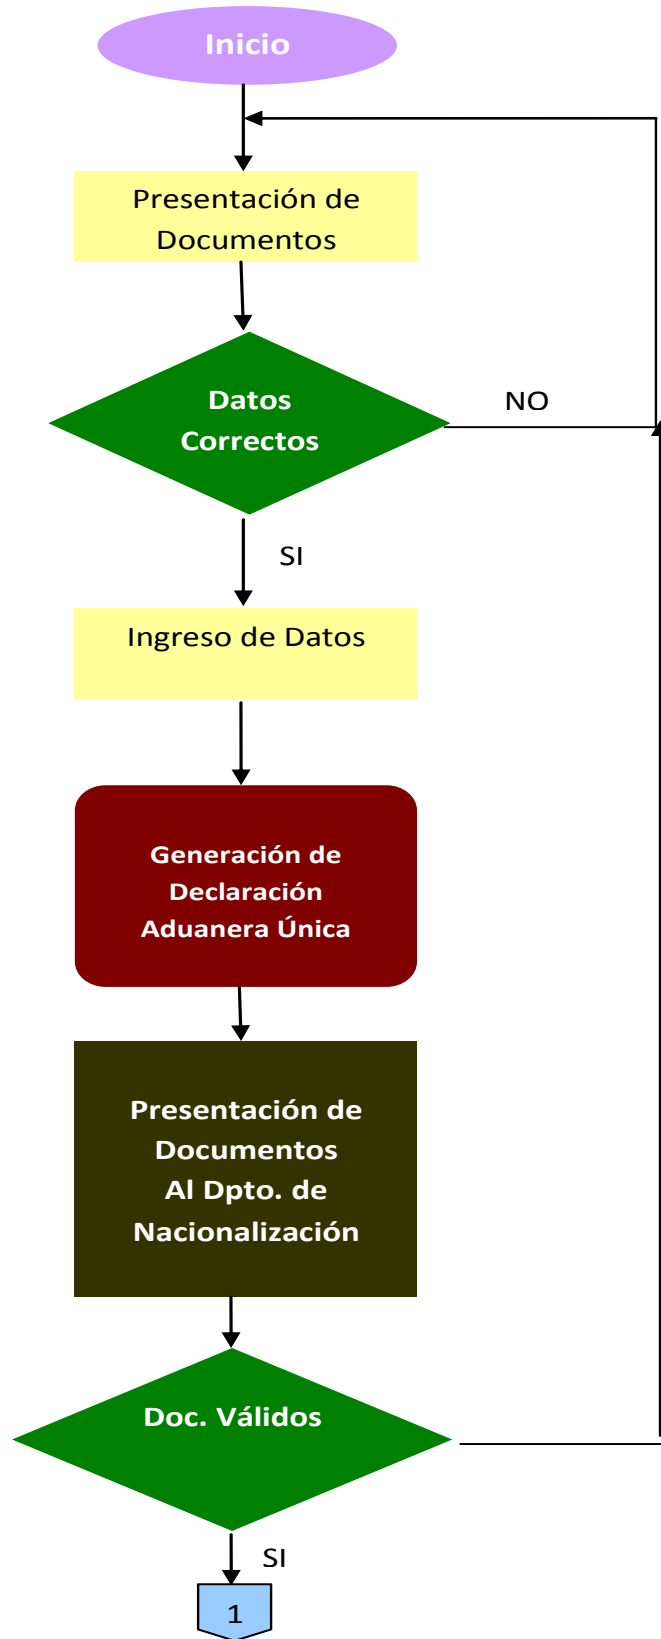 Inicio
Presentación de
Documentos
Datos
Correctos
NO
SI
Ingreso de Datos
Generación de
Declaración
Aduanera Única
Presentación de
Documentos
Al Dpto. de
Nacionalización
Doc. Válidos
SI
1